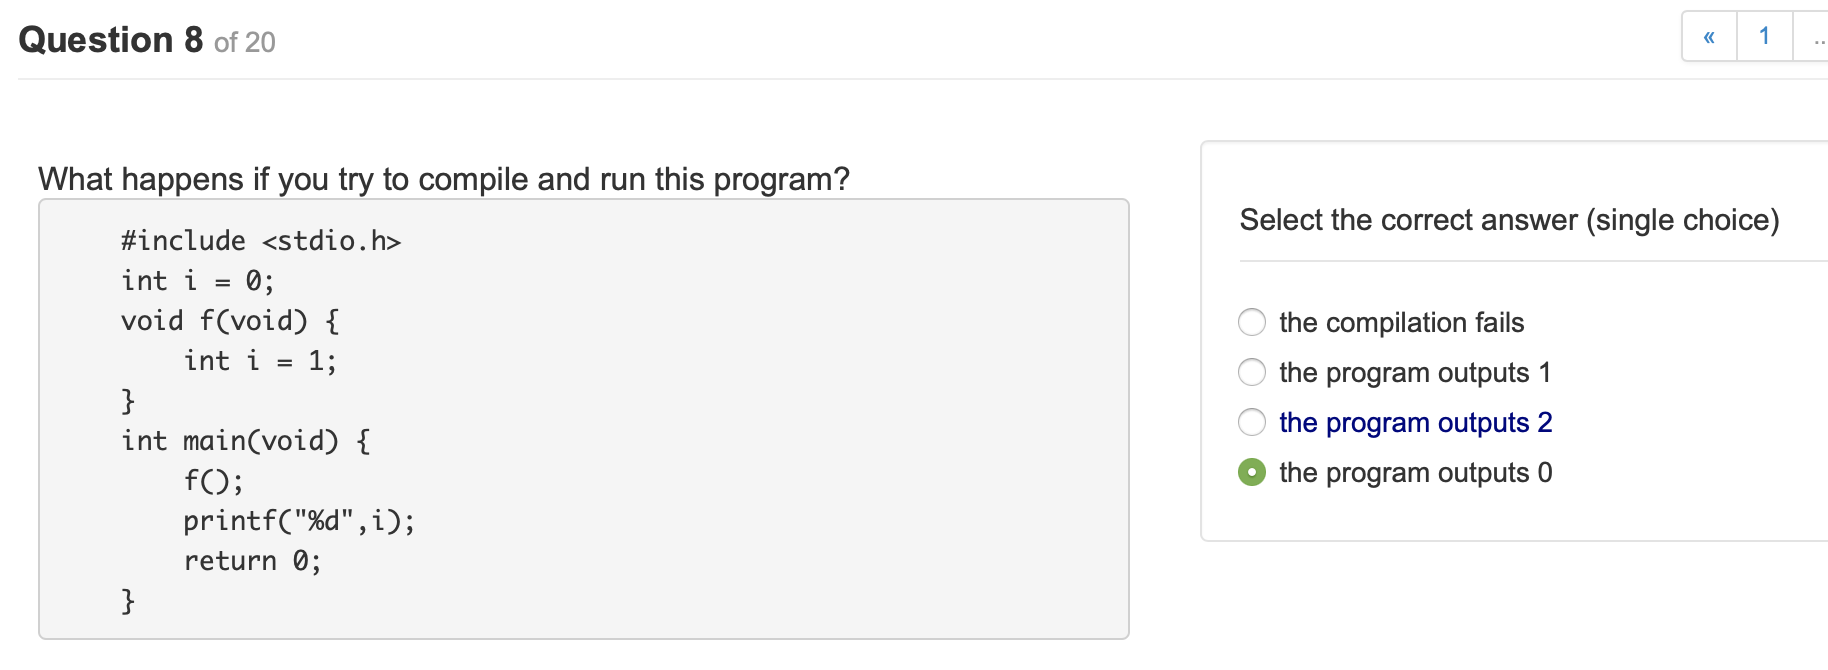 Question 8 of 20
« 1 ..
What happens if you try to compile and run this program?
#include <stdio.h>
int i = 0;
void f(void) {
    int i = 1;
}
int main(void) {
    f();
    printf("%d",i);
    return 0;
}
Select the correct answer (single choice)
the compilation fails
the program outputs 1
the program outputs 2
the program outputs 0